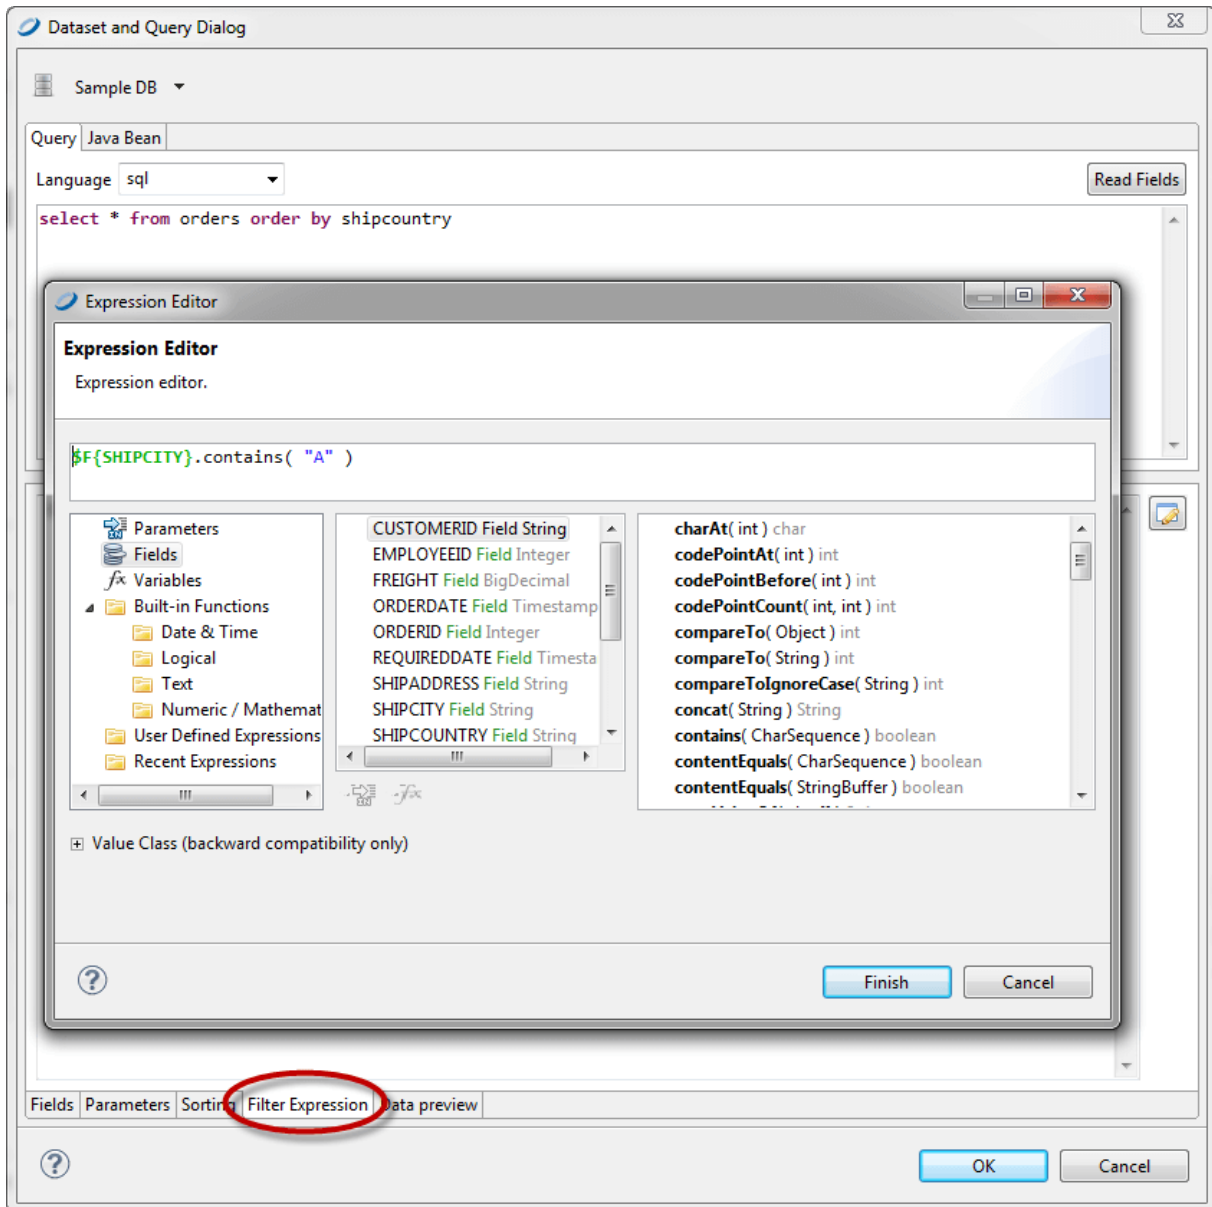 Dataset and Query Dialog
Sample DB
Query Java Bean
Language sql Read Fields
select * from orders order by shipcountry
Expression Editor
Expression Editor
Expression editor.
$F{SHIPCITY}.contains( "A" )
Parameters
Fields
fx Variables
Built-in Functions
Date & Time
Logical
Text
Numeric / Mathemat
User Defined Expressions
Recent Expressions
CUSTOMERID Field String
EMPLOYEEID Field Integer
FREIGHT Field BigDecimal
ORDERDATE Field Timestamp
ORDERID Field Integer
REQUIREDDATE Field Timesta
SHIPADDRESS Field String
SHIPCITY Field String
SHIPCOUNTRY Field String
charAt( int ) char
codePointAt( int ) int
codePointBefore( int ) int
codePointCount( int, int ) int
compareTo( Object ) int
compareTo( String ) int
compareToIgnoreCase( String ) int
concat( String ) String
contains( CharSequence ) boolean
contentEquals( CharSequence ) boolean
contentEquals( StringBuffer ) boolean
Value Class (backward compatibility only)
Finish Cancel
Fields Parameters Sorting Filter Expression Data preview
OK Cancel